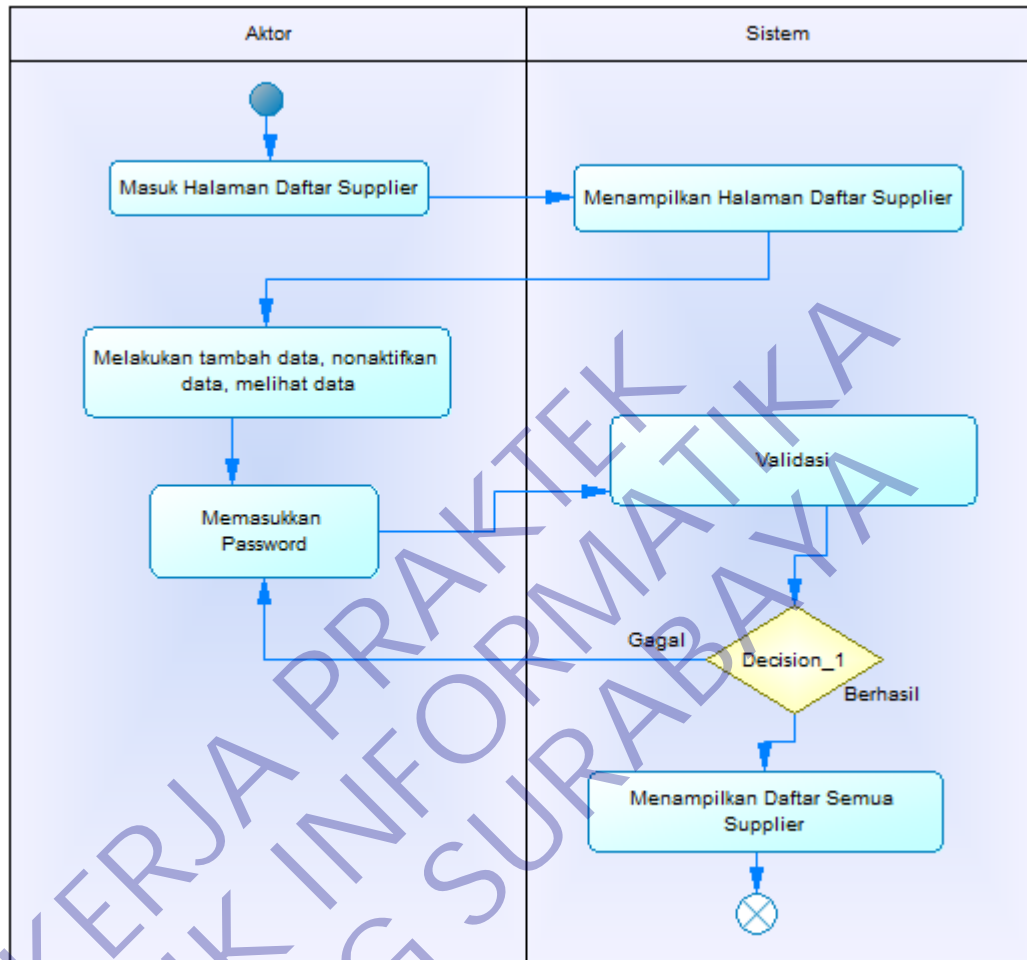 Aktor
Sistem
Masuk Halaman Daftar Supplier
Menampilkan Halaman Daftar Supplier
Melakukan tambah data, nonaktifkan
data, melihat data
Memasukkan
Password
Validasi
Decision_1
Gagal
Berhasil
Menampilkan Daftar Semua
Supplier
KERJA PRAKTEK
K INFORMATIKA
G SURABAYA